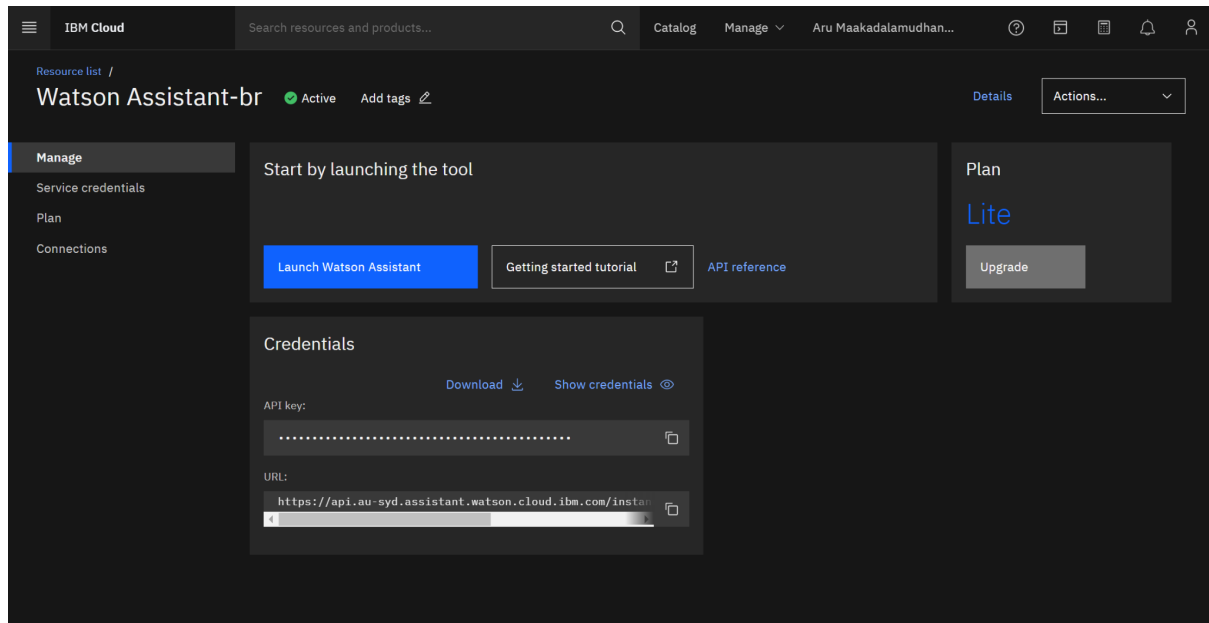 IBM Cloud
Search resources and products...
Catalog
Manage
Aru Maakadalamudhan...
Resource list /
Watson Assistant-br
Active
Add tags
Details
Actions...
Manage
Service credentials
Plan
Connections
Start by launching the tool
Launch Watson Assistant
Getting started tutorial
API reference
Plan
Lite
Upgrade
Credentials
Download
Show credentials
API key:
............................................
URL:
https://api.au-syd.assistant.watson.cloud.ibm.com/instan